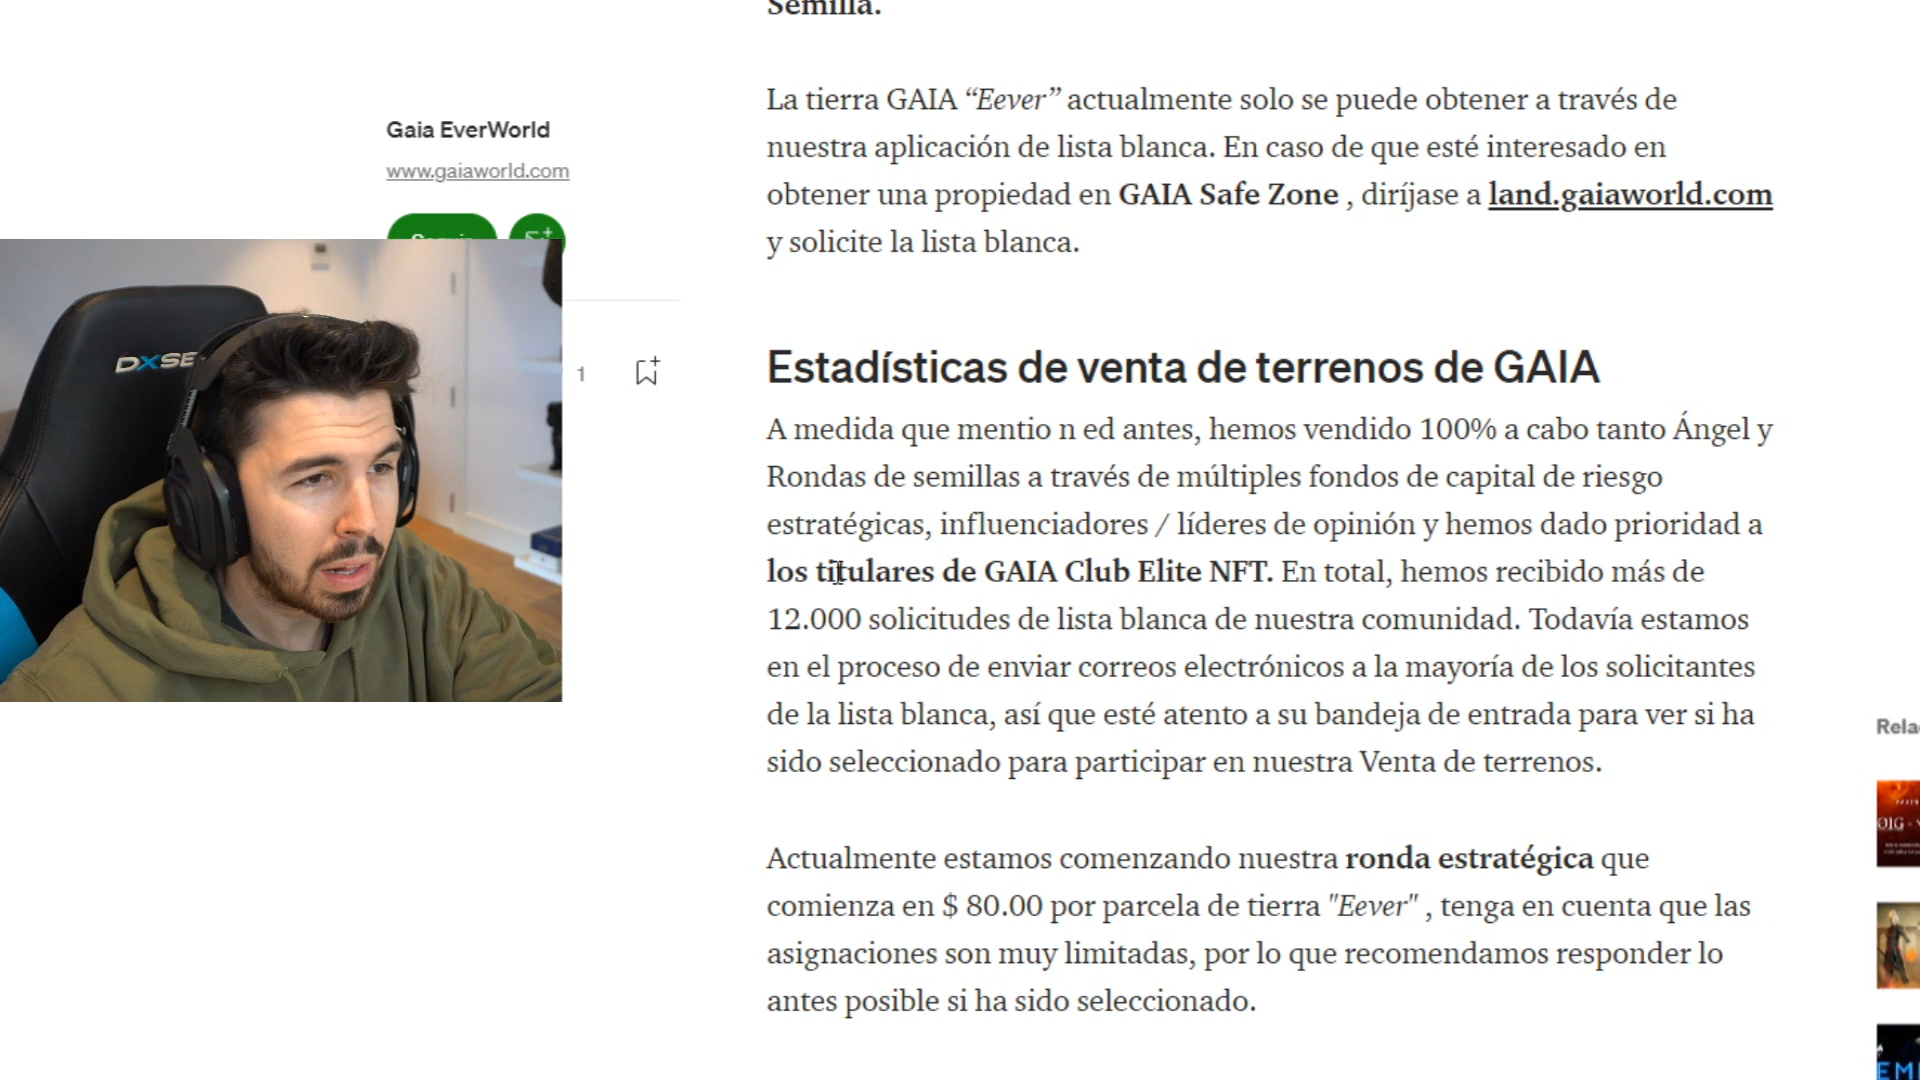 Semilla.
Gaia EverWorld
www.gaiaworld.com
La tierra GAIA “Eever” actualmente solo se puede obtener a través de
nuestra aplicación de lista blanca. En caso de que esté interesado en
obtener una propiedad en GAIA Safe Zone , diríjase a land.gaiaworld.com
y solicite la lista blanca.
DXSE
1
Estadísticas de venta de terrenos de GAIA
A medida que mentio n ed antes, hemos vendido 100% a cabo tanto Ángel y
Rondas de semillas a través de múltiples fondos de capital de riesgo
estratégicas, influenciadores / líderes de opinión y hemos dado prioridad a
los titulares de GAIA Club Elite NFT. En total, hemos recibido más de
12.000 solicitudes de lista blanca de nuestra comunidad. Todavía estamos
en el proceso de enviar correos electrónicos a la mayoría de los solicitantes
de la lista blanca, así que esté atento a su bandeja de entrada para ver si ha
sido seleccionado para participar en nuestra Venta de terrenos.
Actualmente estamos comenzando nuestra ronda estratégica que
comienza en $ 80.00 por parcela de tierra "Eever" , tenga en cuenta que las
asignaciones son muy limitadas, por lo que recomendamos responder lo
antes posible si ha sido seleccionado.
Rela